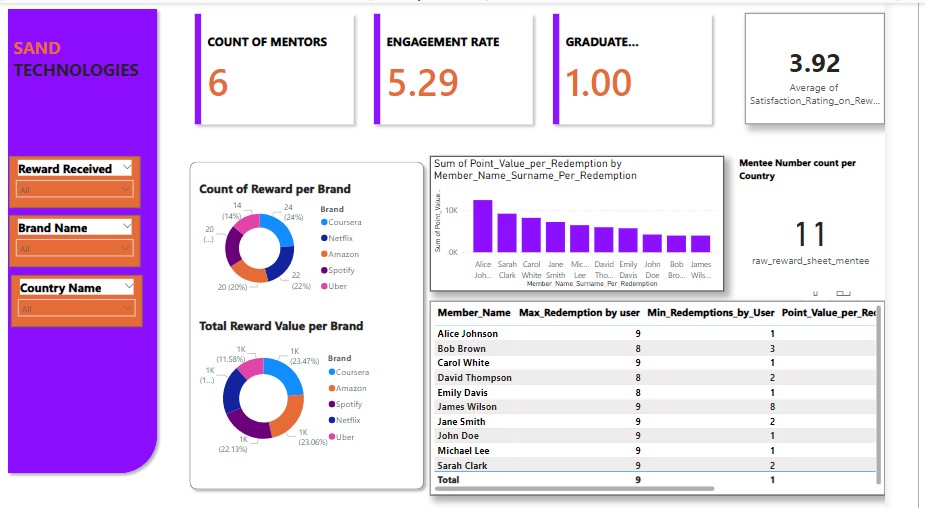 SAND
TECHNOLOGIES
Reward Received
All
Brand Name
All
Country Name
All
COUNT OF MENTORS
6
ENGAGEMENT RATE
5.29
GRADUATE...
1.00
3.92
Average of
Satisfaction_Rating_on_Rew...
Count of Reward per Brand
14
(14%)
24
(24%)
20
(...)
20 (20%)
22
(22%)
Brand
Coursera
Netflix
Amazon
Spotify
Uber
Total Reward Value per Brand
1K
(11.58%)
1K
(23.47%)
1K
(1...)
1K
(22.13%)
1K
(23.06%)
Brand
Coursera
Amazon
Spotify
Netflix
Uber
Sum of Point_Value_per_Redemption by
Member_Name_Surname_Per_Redemption
Sum of Point_Value...
10K
0K
Alice Sarah Carol Jane Mic... David Emily John Bob James
Joh... Clark White Smith Lee Tho... Davis Doe Bro... Wils...
Member_Name_Surname_Per_Redemption
Mentee Number count per
Country
11
raw_reward_sheet_mentee
Member_Name Max_Redemption by user Min_Redemptions_by_User Point_Value_per_Rec
Alice Johnson 9 1
Bob Brown 8 3
Carol White 9 1
David Thompson 8 2
Emily Davis 8 1
James Wilson 9 8
Jane Smith 9 2
John Doe 9 1
Michael Lee 9 1
Sarah Clark 9 2
Total 9 1